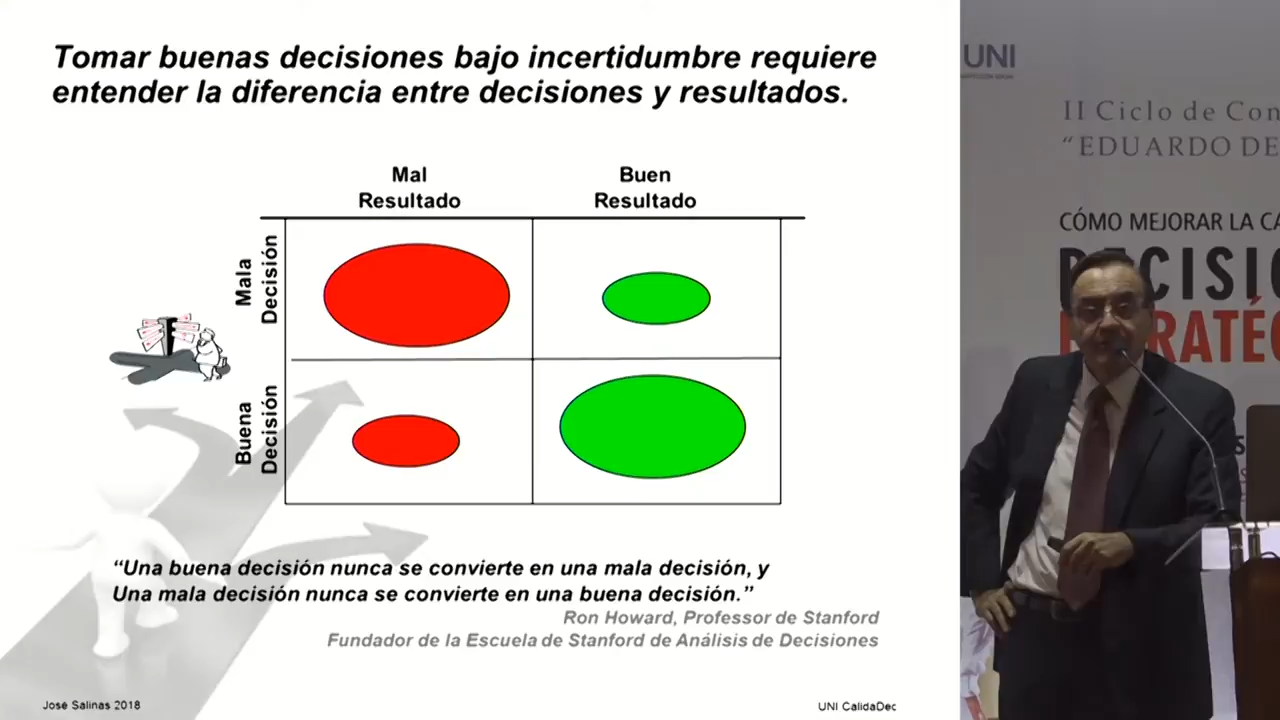 Tomar buenas decisiones bajo incertidumbre requiere
entender la diferencia entre decisiones y resultados.
Mal
Resultado
Buen
Resultado
Mala
Decisión
Buena
Decisión
“Una buena decisión nunca se convierte en una mala decisión, y
Una mala decisión nunca se convierte en una buena decisión.”
Ron Howard, Professor de Stanford
Fundador de la Escuela de Stanford de Análisis de Decisiones
José Salinas 2018
UNI CalidaDec
UNI
II Ciclo de Con
“EDUARDO DE
CÓMO MEJORAR LA CA